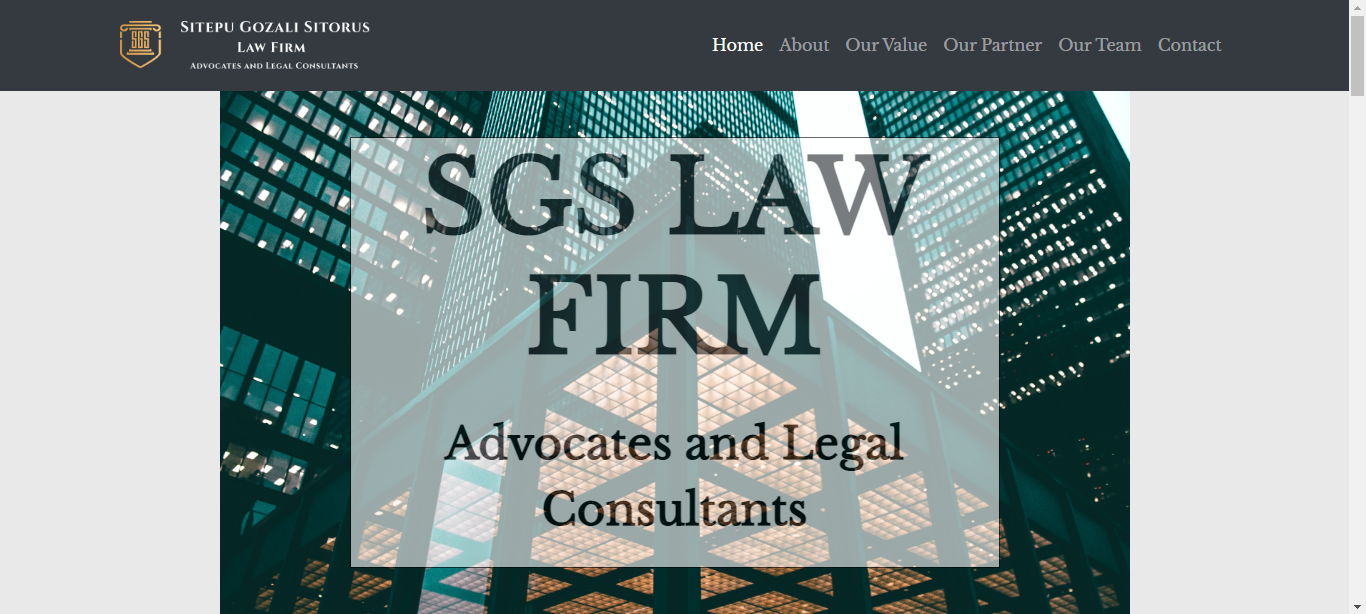 SITEPU GOZALI SITORUS
LAW FIRM
ADVOCATES AND LEGAL CONSULTANTS
SGS
Home About Our Value Our Partner Our Team Contact
SGS LAW
FIRM
Advocates and Legal
Consultants